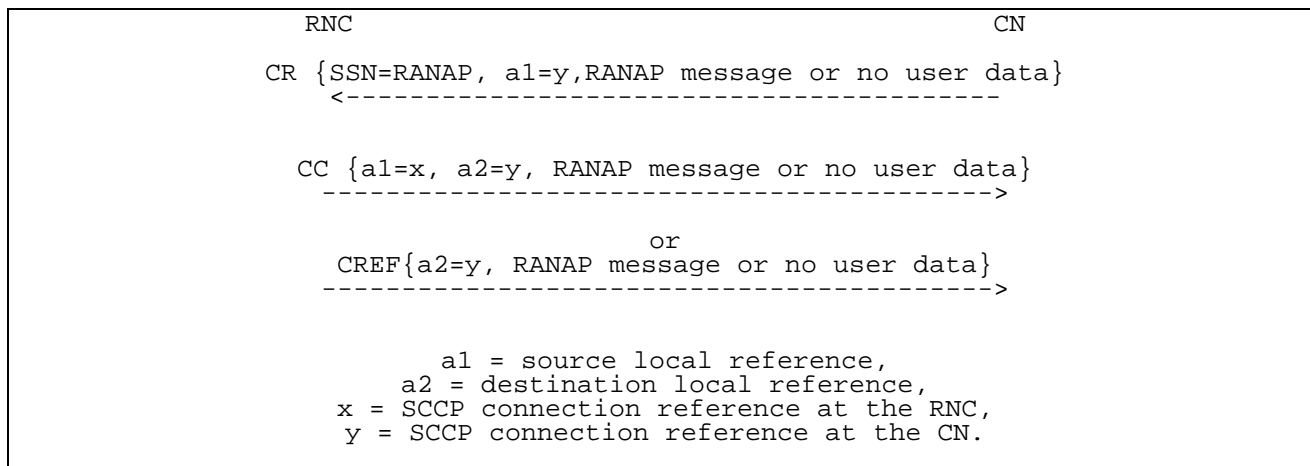 RNC CN
CR {SSN=RANAP, a1=y,RANAP message or no user data}
<-----------------------------------------
CC {a1=x, a2=y, RANAP message or no user data}
------------------------------------------>
or
CREF{a2=y, RANAP message or no user data}
------------------------------------------>
a1 = source local reference,
a2 = destination local reference,
x = SCCP connection reference at the RNC,
y = SCCP connection reference at the CN.